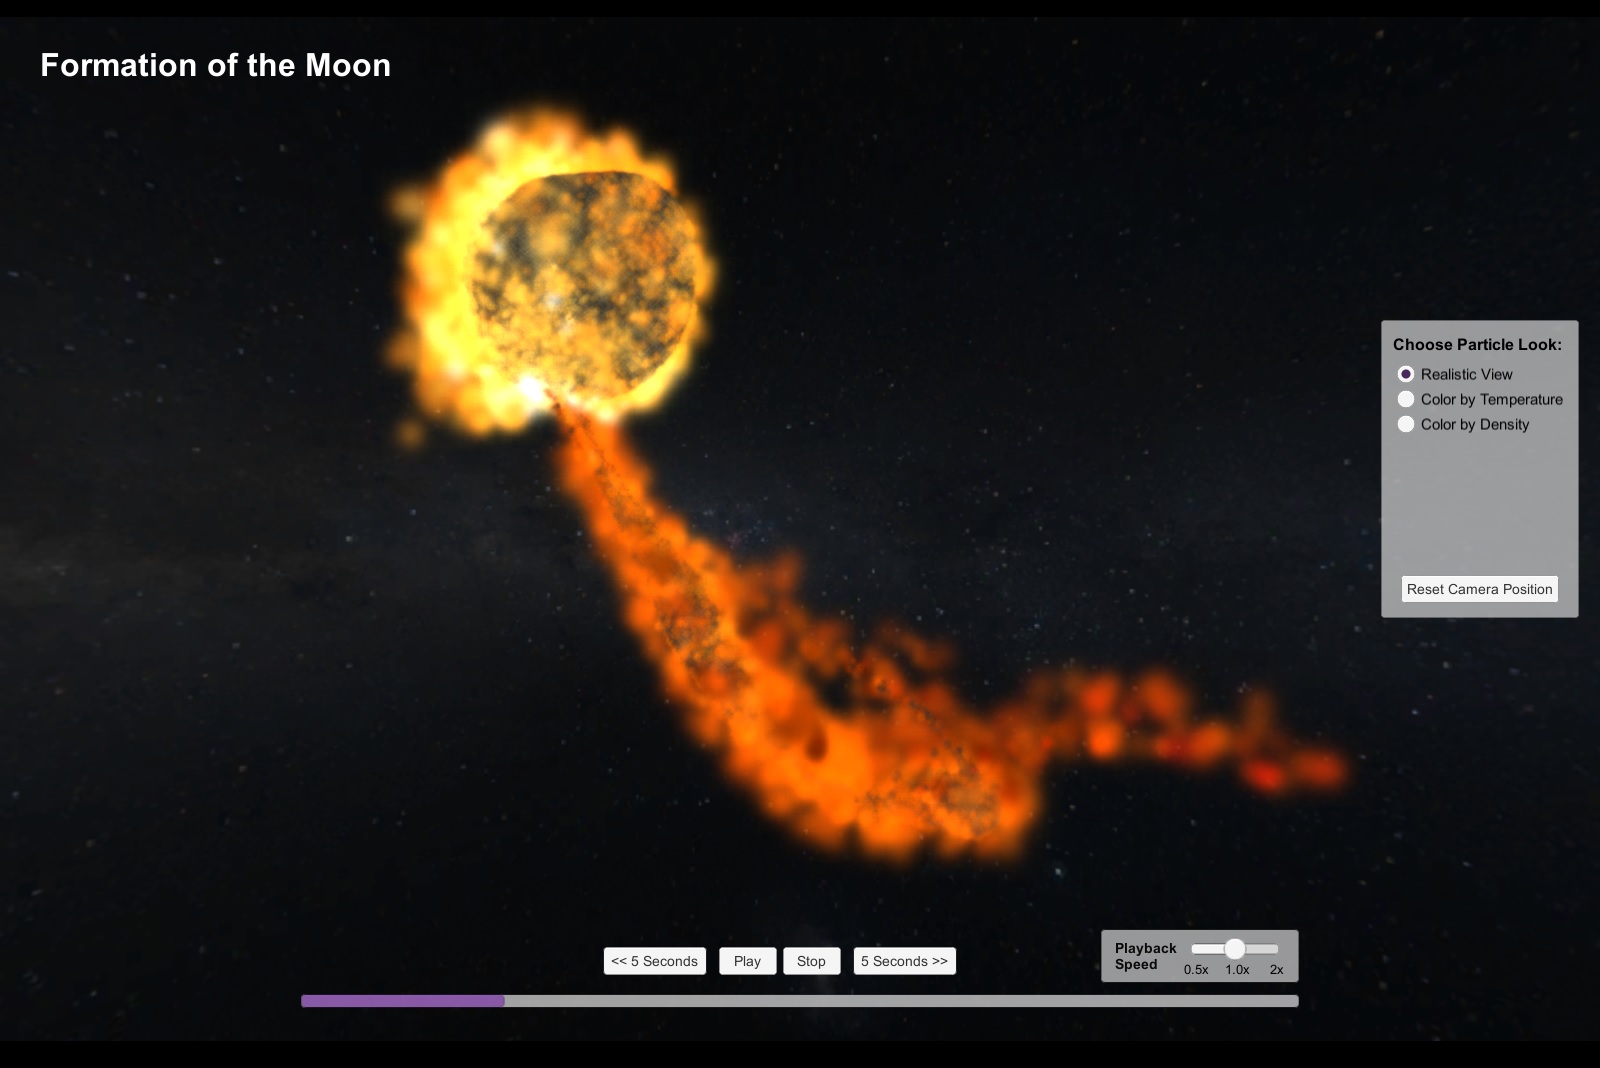 Formation of the Moon
Choose Particle Look:
Realistic View
Color by Temperature
Color by Density
Reset Camera Position
<< 5 Seconds
Play
Stop
5 Seconds >>
Playback
Speed
0.5x 1.0x 2x